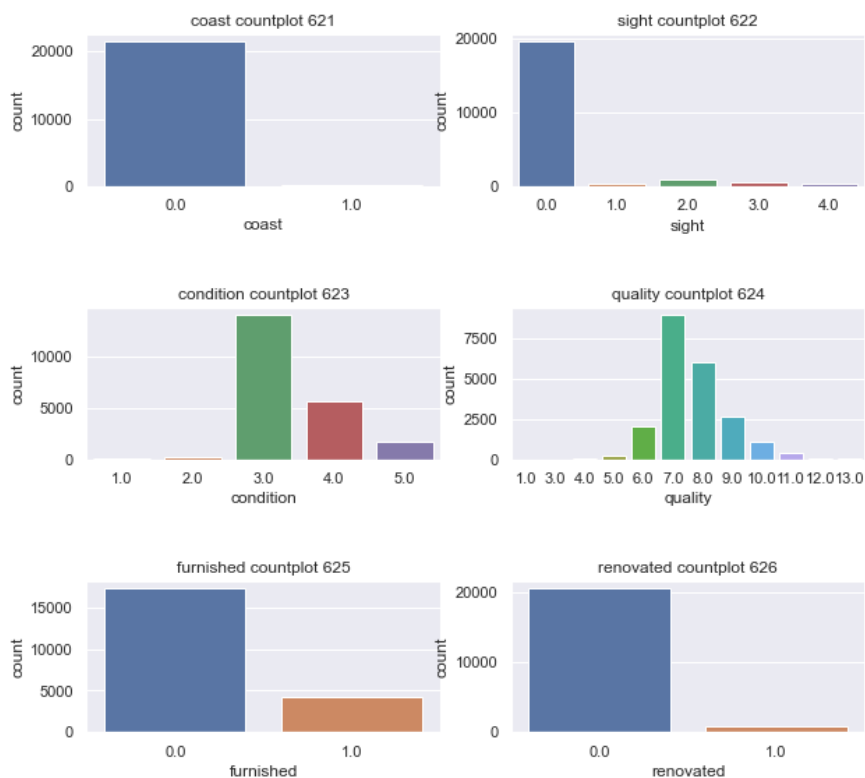 coast countplot 621
20000
10000
0
count
0.0 1.0
coast
sight countplot 622
20000
10000
0
count
0.0 1.0 2.0 3.0 4.0
sight
condition countplot 623
10000
5000
0
count
1.0 2.0 3.0 4.0 5.0
condition
quality countplot 624
7500
5000
2500
0
count
1.0 3.0 4.0 5.0 6.0 7.0 8.0 9.0 10.0 11.0 12.0 13.0
quality
furnished countplot 625
15000
10000
5000
0
count
0.0 1.0
furnished
renovated countplot 626
20000
10000
0
count
0.0 1.0
renovated